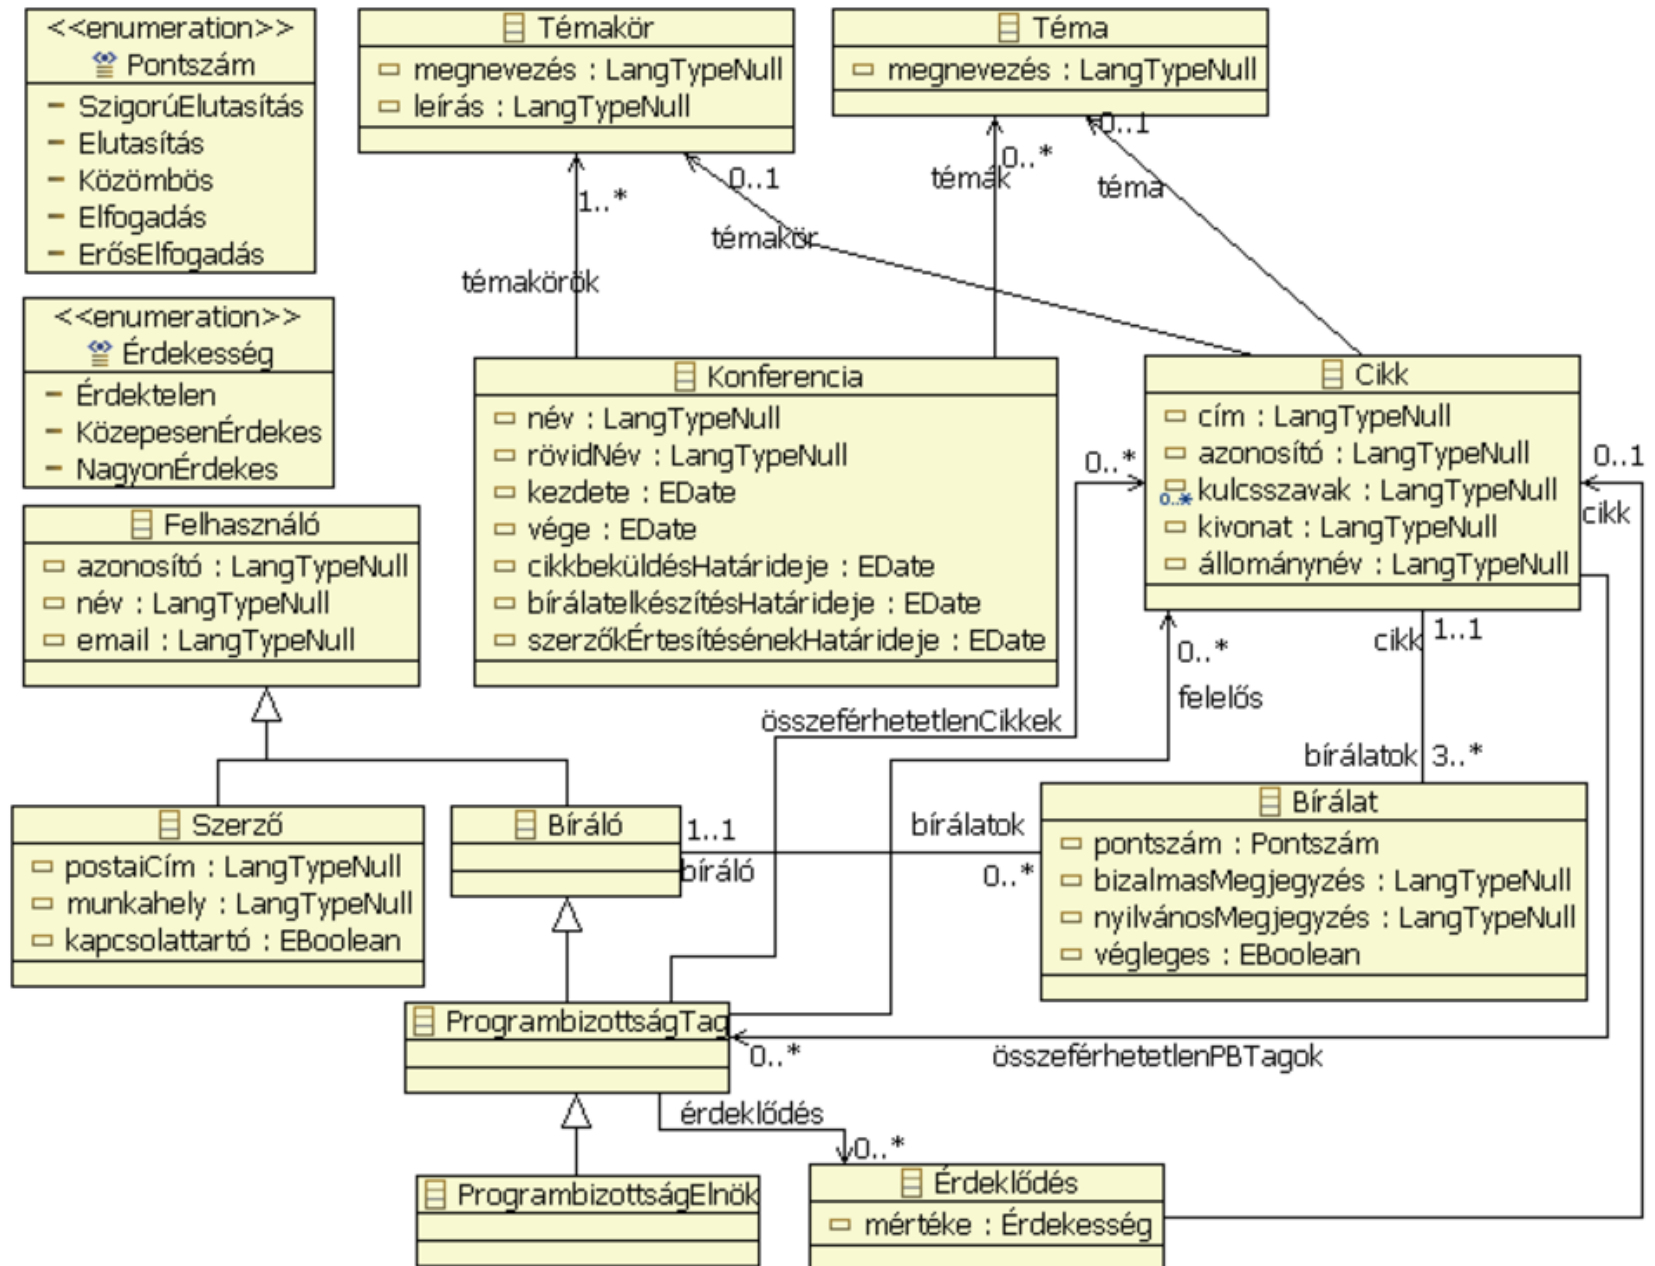 <<enumeration>>
Pontszám
SzigorúElutasítás
Elutasítás
Közömbös
Elfogadás
ErősElfogadás
Témakör
megnevezés : LangTypeNull
leírás : LangTypeNull
Téma
megnevezés : LangTypeNull
0..1
0..*
témák
téma
0..1
1..*
témakör
témakörök
<<enumeration>>
Érdekesség
Érdektelen
KözepesenÉrdekes
NagyonÉrdekes
Konferencia
név : LangTypeNull
rövidNév : LangTypeNull
kezdete : EDate
vége : EDate
cikkbeküldésHatárideje : EDate
bírálatelkészítésHatárideje : EDate
szerzőkÉrtesítésénekHatárideje : EDate
Cikk
cím : LangTypeNull
azonosító : LangTypeNull
0..* kulcsszavak : LangTypeNull
kivonat : LangTypeNull
állománynév : LangTypeNull
0..*
0..1
cikk
Felhasználó
azonosító : LangTypeNull
név : LangTypeNull
email : LangTypeNull
cikk 1..1
0..*
felelős
összeférhetetlenCikkek
bírálatok 3..*
Szerző
postaiCím : LangTypeNull
munkahely : LangTypeNull
kapcsolattartó : EBoolean
Bíráló
1..1
bíráló
bírálatok
0..*
Bírálat
pontszám : Pontszám
bizalmasMegjegyzés : LangTypeNull
nyilvánosMegjegyzés : LangTypeNull
végleges : EBoolean
ProgrambizottságTag
0..*
összeférhetetlenPBTagok
érdeklődés
0..*
ProgrambizottságElnök
Érdeklődés
mértéke : Érdekesség